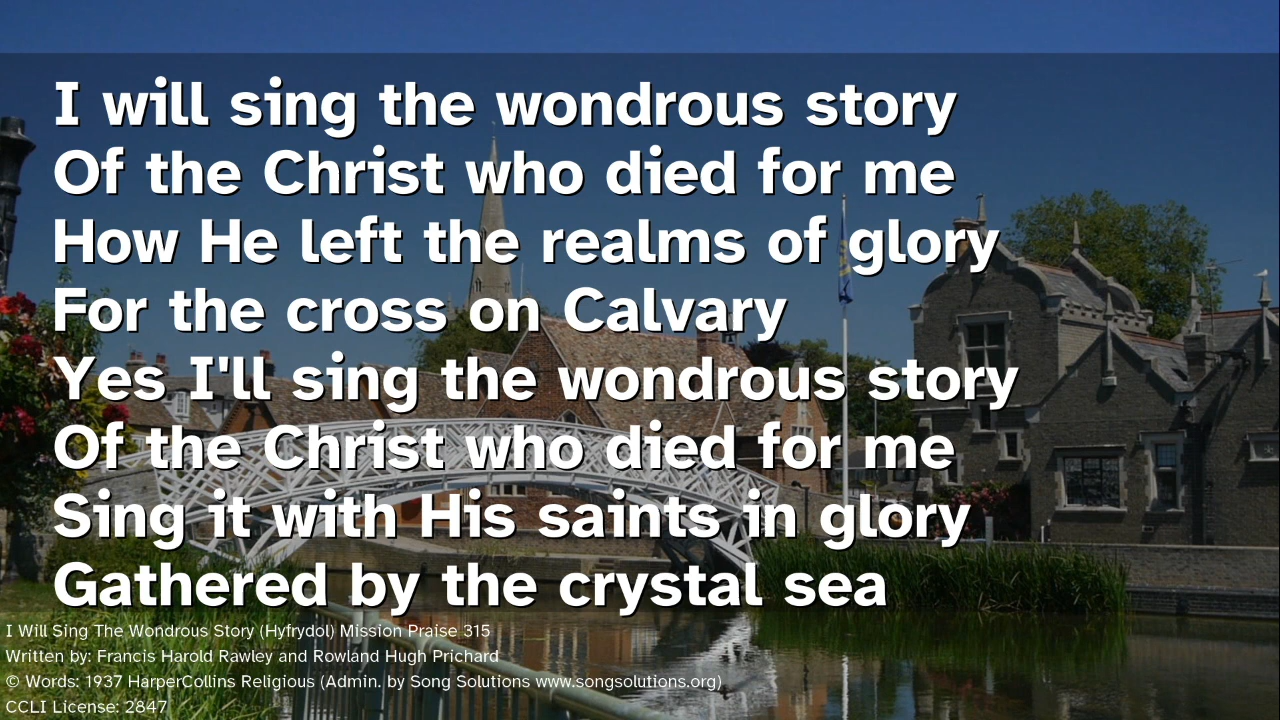 I will sing the wondrous story
Of the Christ who died for me
How He left the realms of glory
For the cross on Calvary
Yes I'll sing the wondrous story
Of the Christ who died for me
Sing it with His saints in glory
Gathered by the crystal sea
I Will Sing The Wondrous Story (Hyfrydol) Mission Praise 315
Written by: Francis Harold Rawley and Rowland Hugh Prichard
© Words: 1937 HarperCollins Religious (Admin. by Song Solutions www.songsolutions.org)
CCLI License: 2847